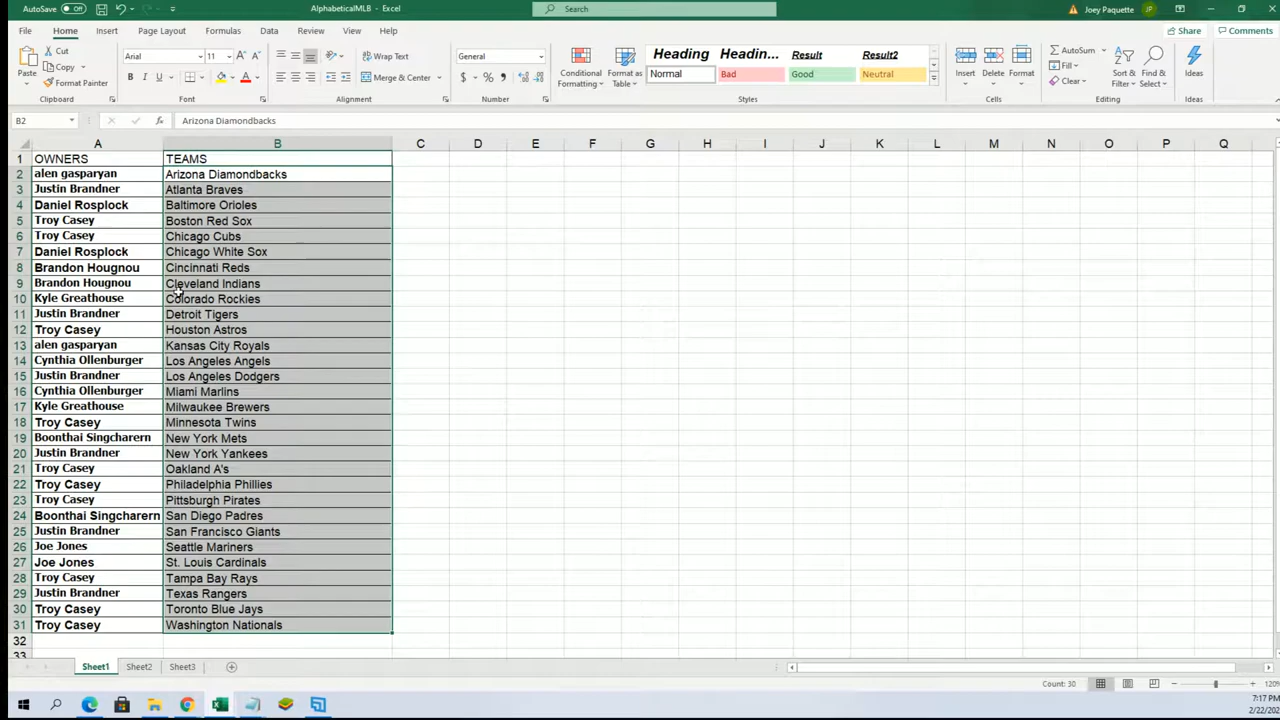 AutoSave Off AlphabeticalMLB - Excel Search Joey Paquette JP
File Home Insert Page Layout Formulas Data Review View Help Share Comments
Paste Cut Copy Format Painter Arial 11 Wrap Text General Conditional Formatting Format as Table Heading Headin... Result Result2 Insert Delete Format AutoSum Fill Clear Sort & Filter Find & Select Ideas
B I U Merge & Center $ % Normal Bad Good Neutral
Clipboard Font Alignment Number Styles Cells Editing Ideas
B2 fx Arizona Diamondbacks
A B C D E F G H I J K L M N O P Q
1 OWNERS TEAMS
2 alen gasparyan Arizona Diamondbacks
3 Justin Brandner Atlanta Braves
4 Daniel Rosplock Baltimore Orioles
5 Troy Casey Boston Red Sox
6 Troy Casey Chicago Cubs
7 Daniel Rosplock Chicago White Sox
8 Brandon Hougnou Cincinnati Reds
9 Brandon Hougnou Cleveland Indians
10 Kyle Greathouse Colorado Rockies
11 Justin Brandner Detroit Tigers
12 Troy Casey Houston Astros
13 alen gasparyan Kansas City Royals
14 Cynthia Ollenburger Los Angeles Angels
15 Justin Brandner Los Angeles Dodgers
16 Cynthia Ollenburger Miami Marlins
17 Kyle Greathouse Milwaukee Brewers
18 Troy Casey Minnesota Twins
19 Boonthai Singcharern New York Mets
20 Justin Brandner New York Yankees
21 Troy Casey Oakland A's
22 Troy Casey Philadelphia Phillies
23 Troy Casey Pittsburgh Pirates
24 Boonthai Singcharern San Diego Padres
25 Justin Brandner San Francisco Giants
26 Joe Jones Seattle Mariners
27 Joe Jones St. Louis Cardinals
28 Troy Casey Tampa Bay Rays
29 Justin Brandner Texas Rangers
30 Troy Casey Toronto Blue Jays
31 Troy Casey Washington Nationals
32
33
Sheet1 Sheet2 Sheet3
Count: 30 120%
7:17 PM
2/22/202